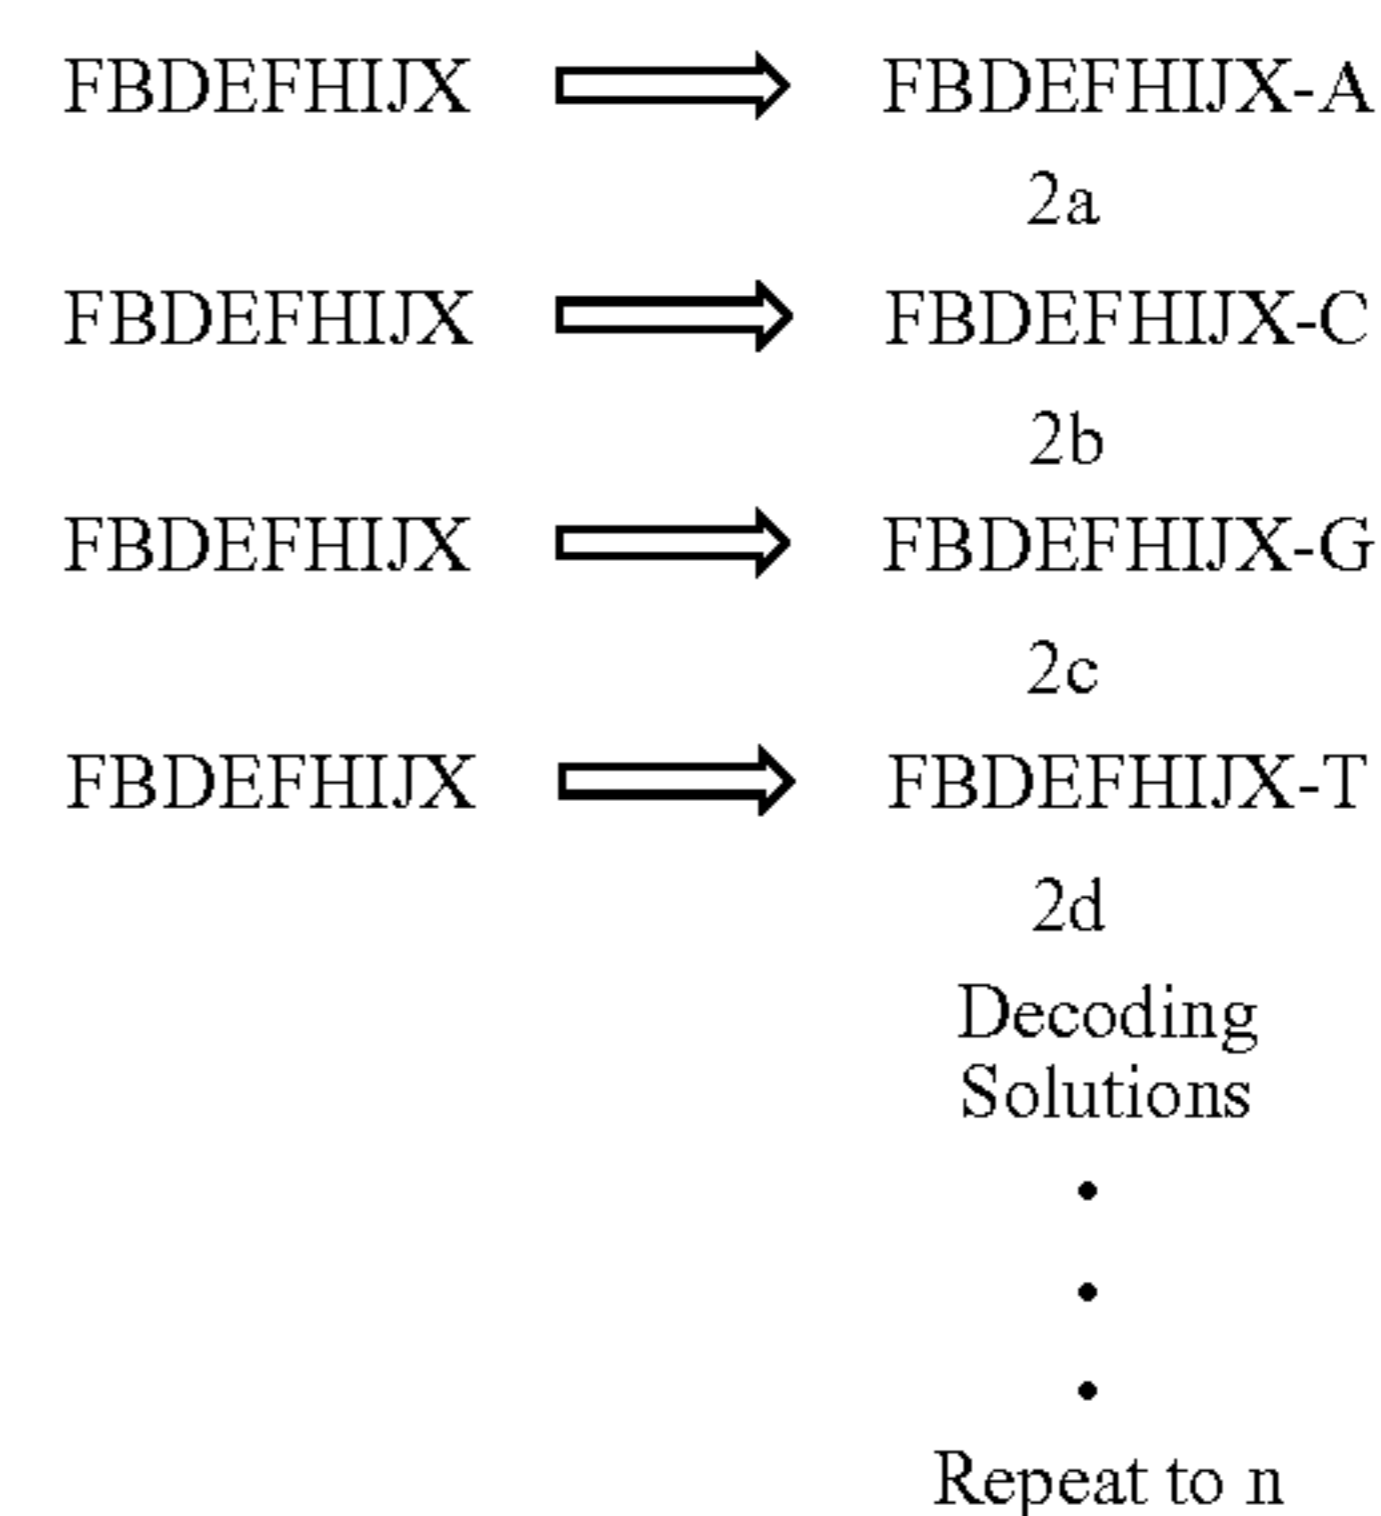 FBDEFHIJX FBDEFHIJX-A
2a
FBDEFHIJX FBDEFHIJX-C
2b
FBDEFHIJX FBDEFHIJX-G
2c
FBDEFHIJX FBDEFHIJX-T
2d
Decoding
Solutions
Repeat to n